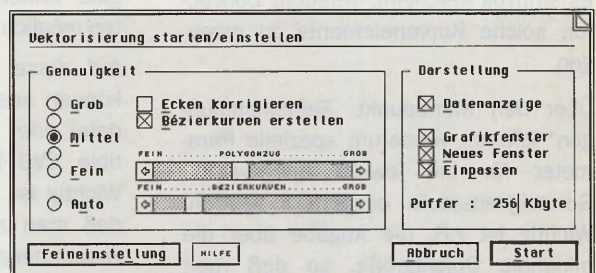 Vektorisierung starten/einstellen
Genauigkeit
Grob
Mittel
Fein
Auto
Ecken korrigieren
Bézierkurven erstellen
FEIN POLYGONZUG GROB
FEIN BEZIERKURVEN GROB
Feineinstellung
HILFE
Darstellung
Datenanzeige
Grafikfenster
Neues Fenster
Einpassen
Puffer 256 Kbyte
Abbruch
Start